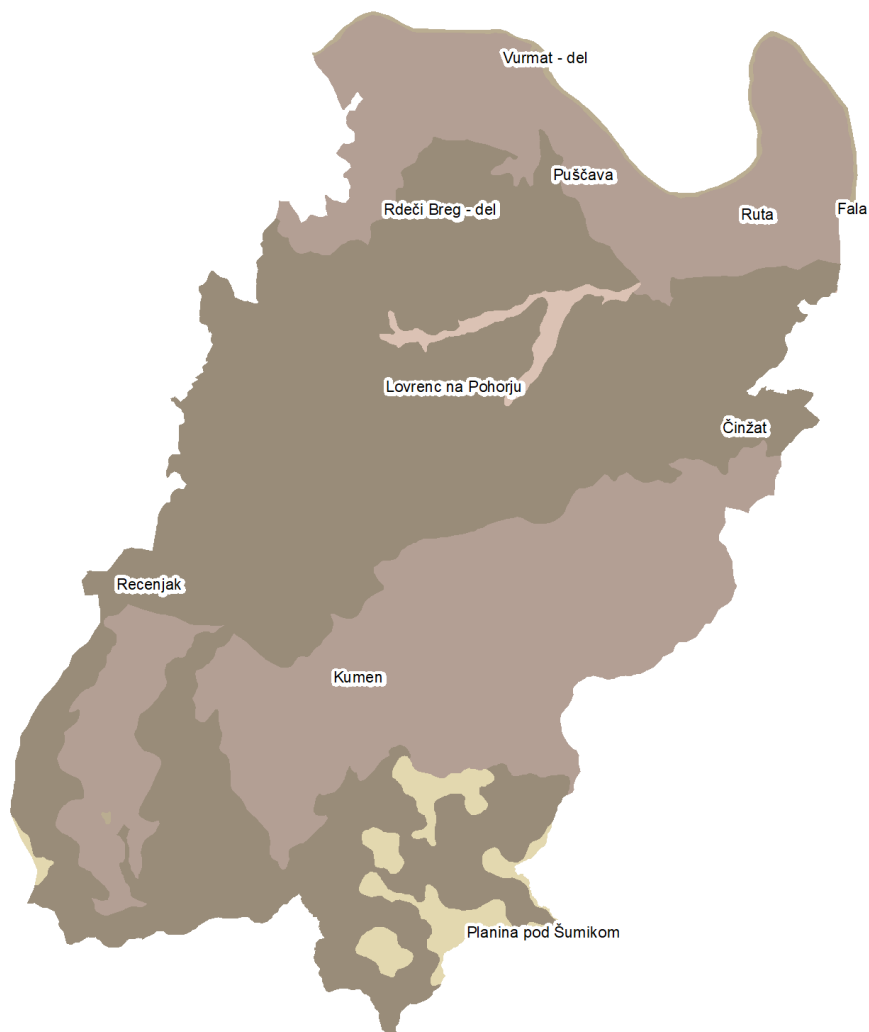 Vurmat - del
Puščava
Rdeči Breg - del
Ruta
Fala
Lovrenc na Pohorju
Činžat
Recenjak
Kumen
Planina pod Šumikom